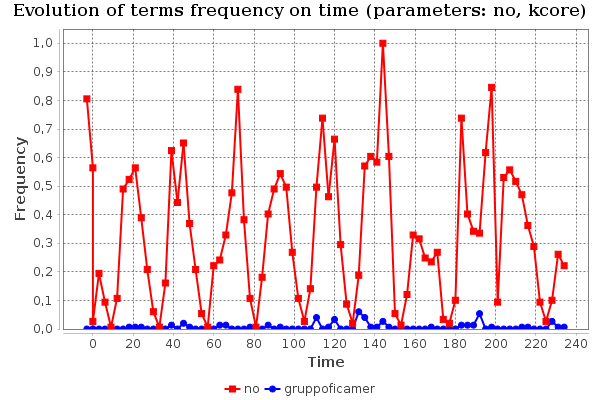 Evolution of terms frequency on time (parameters: no, kcore)
1,0
0,9
0,8
0,7
0,6
0,5
0,4
0,3
0,2
0,1
0,0
Frequency
0 20 40 60 80 100 120 140 160 180 200 220 240
Time
no gruppoficamer